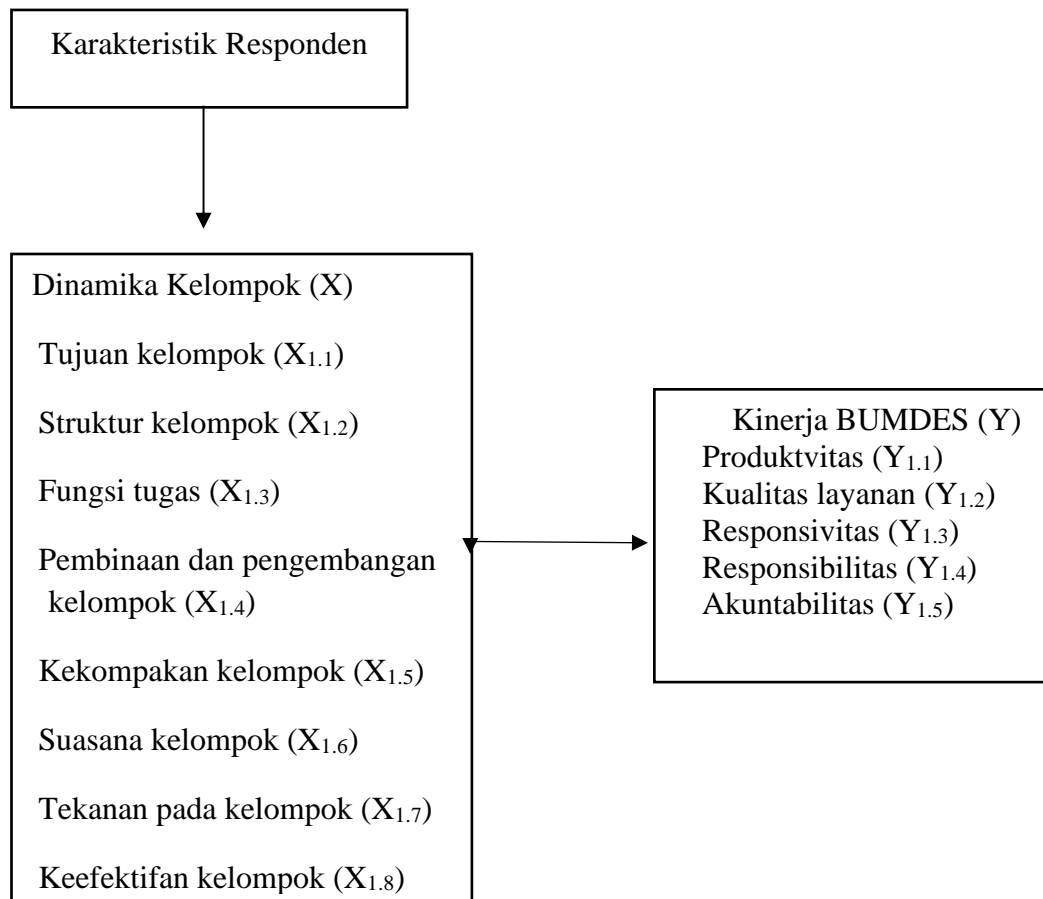 Karakteristik Responden
Dinamika Kelompok (X)
Tujuan kelompok (X₁.₁)
Struktur kelompok (X₁.₂)
Fungsi tugas (X₁.₃)
Pembinaan dan pengembangan
kelompok (X₁.₄)
Kekompakan kelompok (X₁.₅)
Suasana kelompok (X₁.₆)
Tekanan pada kelompok (X₁.₇)
Keefektifan kelompok (X₁.₈)
Kinerja BUMDES (Y)
Produktvitas (Y₁.₁)
Kualitas layanan (Y₁.₂)
Responsivitas (Y₁.₃)
Responsibilitas (Y₁.₄)
Akuntabilitas (Y₁.₅)